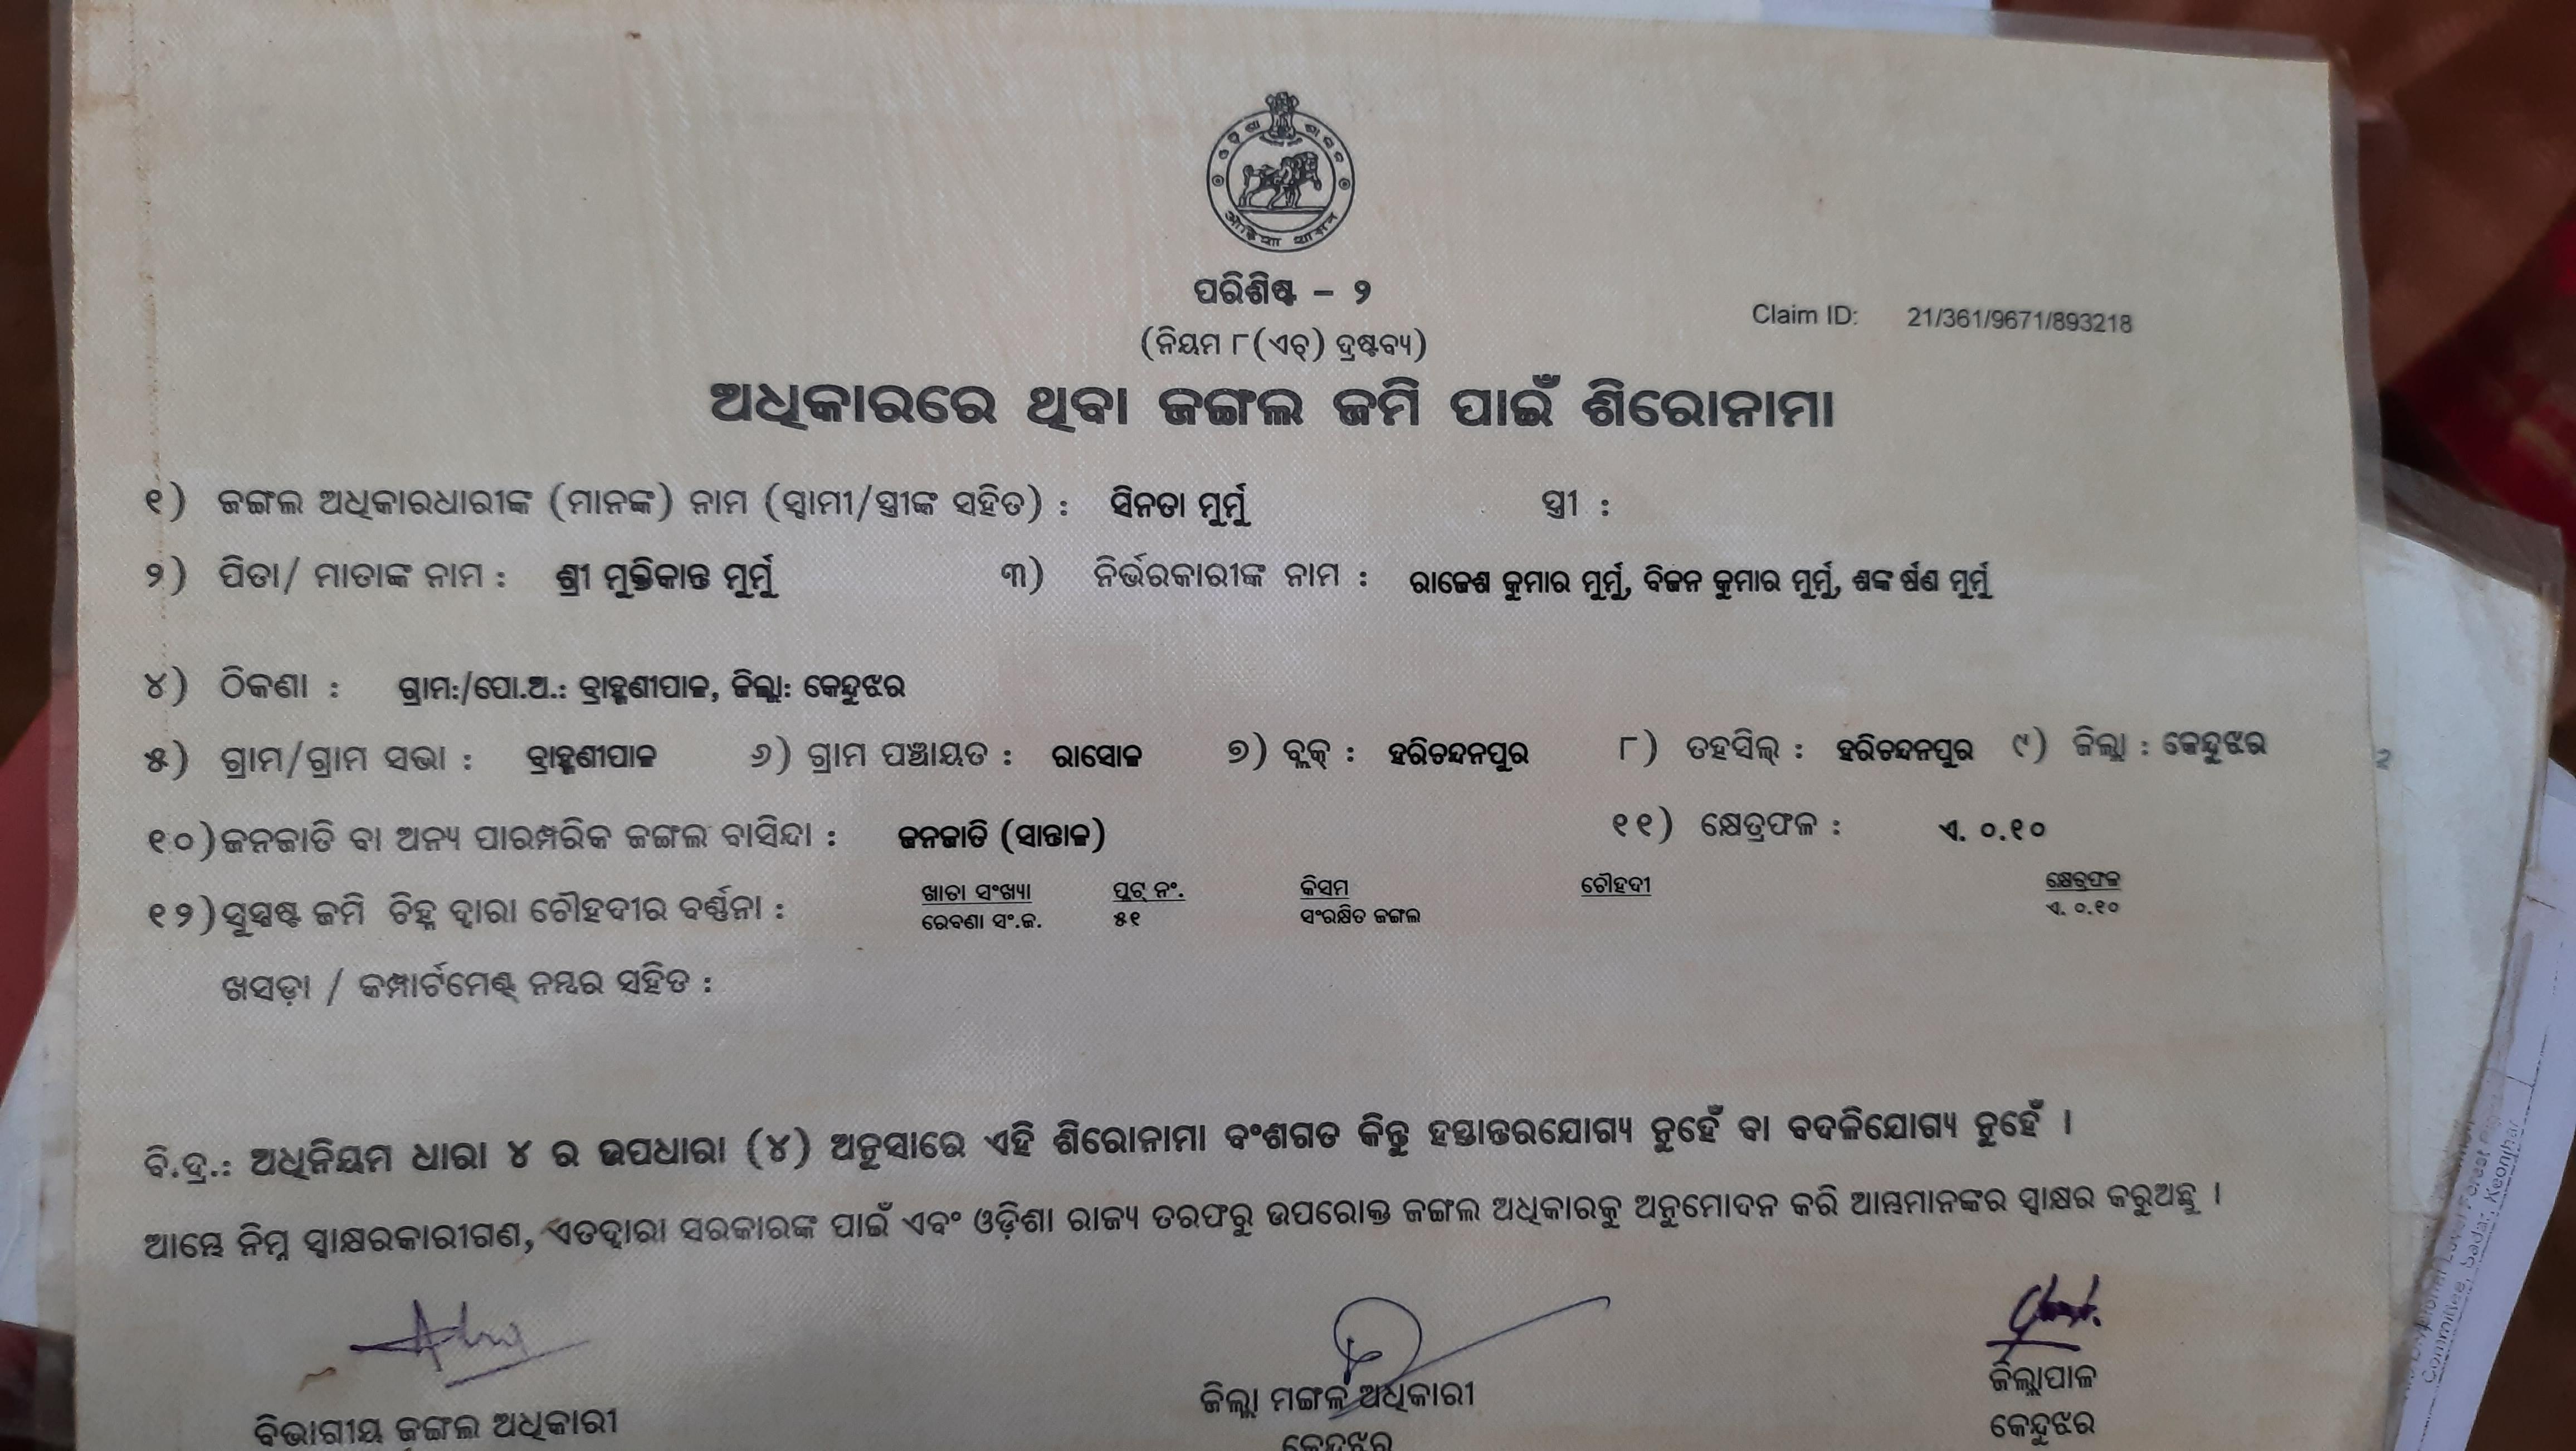 ପରିଶିଷ୍ଟ – ୨
Claim ID: 21/361/9671/893218
(ନିୟମ ୮(ଏଚ୍) ଦ୍ରଷ୍ଟବ୍ୟ)
ଅଧିକାରରେ ଥିବା ଜଙ୍ଗଲ ଜମି ପାଇଁ ଶିରୋନାମା
୧) ଜଙ୍ଗଲ ଅଧିକାରଧାରୀଙ୍କ (ମାନଙ୍କ) ନାମ (ସ୍ୱାମୀ/ସ୍ତ୍ରୀଙ୍କ ସହିତ) : ସିନତା ମୁର୍ମୁ ସ୍ତ୍ରୀ :
୨) ପିତା/ ମାତାଙ୍କ ନାମ : ଶ୍ରୀ ମୁକ୍ତିକାନ୍ତ ମୁର୍ମୁ ୩) ନିର୍ଭରକାରୀଙ୍କ ନାମ : ରାଜେଶ କୁମାର ମୁର୍ମୁ, ବିଜନ କୁମାର ମୁର୍ମୁ, ଶଙ୍କ ର୍ଷଣ ମୁର୍ମୁ
୪) ଠିକଣା : ଗ୍ରାମ:/ପୋ.ଅ.: ବ୍ରାହ୍ମଣୀପାଳ, ଜିଲ୍ଲା: କେନ୍ଦୁଝର
୫) ଗ୍ରାମ/ଗ୍ରାମ ସଭା : ବ୍ରାହ୍ମଣୀପାଳ ୬) ଗ୍ରାମ ପଞ୍ଚାୟତ : ରାସୋଳ ୭) ବ୍ଲକ୍ : ହରିଚନ୍ଦନପୁର ୮) ତହସିଲ୍ : ହରିଚନ୍ଦନପୁର ୯) ଜିଲ୍ଲା : କେନ୍ଦୁଝର
୧୦) ଜନଜାତି ବା ଅନ୍ୟ ପାରମ୍ପରିକ ଜଙ୍ଗଲ ବାସିନ୍ଦା : ଜନଜାତି (ସାନ୍ତାଳ) ୧୧) କ୍ଷେତ୍ରଫଳ : ଏ. ୦.୧୦
ଖାତା ସଂଖ୍ୟା ପ୍ଲଟ୍ ନଂ. କିସମ ଚୌହଦୀ କ୍ଷେତ୍ରଫଳ
୧୨) ସୁସ୍ପଷ୍ଟ ଜମି ଚିହ୍ନ ଦ୍ୱାରା ଚୌହଦୀର ବର୍ଣ୍ଣନା : ରେବଣା ସଂ.ଜ. ୫୧ ସଂରକ୍ଷିତ ଜଙ୍ଗଲ ଏ. ୦.୧୦
ଖସଡ଼ା / କମ୍ପାର୍ଟମେଣ୍ଟ୍ ନମ୍ବର ସହିତ :
ବି.ଦ୍ର.: ଅଧିନିୟମ ଧାରା ୪ ର ଉପଧାରା (୪) ଅନୁସାରେ ଏହି ଶିରୋନାମା ବଂଶଗତ କିନ୍ତୁ ହସ୍ତାନ୍ତରଯୋଗ୍ୟ ନୁହେଁ ବା ବଦଳିଯୋଗ୍ୟ ନୁହେଁ ।
ଆମ୍ଭେ ନିମ୍ନ ସ୍ୱାକ୍ଷରକାରୀଗଣ, ଏତଦ୍ୱାରା ସରକାରଙ୍କ ପାଇଁ ଏବଂ ଓଡ଼ିଶା ରାଜ୍ୟ ତରଫରୁ ଉପରୋକ୍ତ ଜଙ୍ଗଲ ଅଧିକାରକୁ ଅନୁମୋଦନ କରି ଆମ୍ଭମାନଙ୍କର ସ୍ୱାକ୍ଷର କରୁଅଛୁ ।
ବିଭାଗୀୟ ଜଙ୍ଗଲ ଅଧିକାରୀ
ଜିଲ୍ଲା ମଙ୍ଗଳ ଅଧିକାରୀ
କେନ୍ଦୁଝର
ଜିଲ୍ଲାପାଳ
କେନ୍ଦୁଝର
Committee, Sadar, Keonjhar